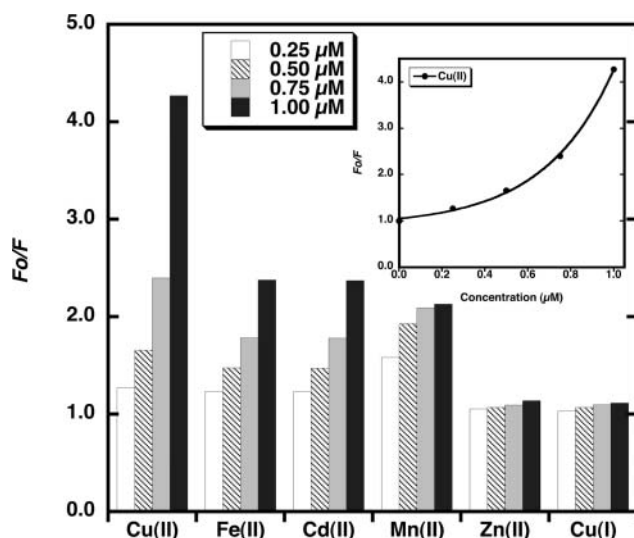 5.0
4.0
3.0
2.0
1.0
0.0
Fo/F
0.25 µM
0.50 µM
0.75 µM
1.00 µM
Cu(II)
4.0
3.0
2.0
1.0
0.0
Fo/F
0.0 0.2 0.4 0.6 0.8 1.0
Concentration (µM)
Cu(II) Fe(II) Cd(II) Mn(II) Zn(II) Cu(I)